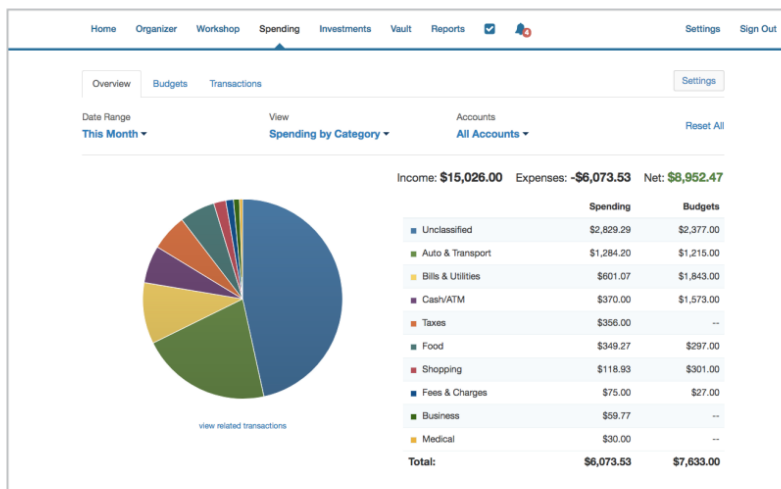 Home Organizer Workshop Spending Investments Vault Reports 4 Settings Sign Out
Overview Budgets Transactions Settings
Date Range View Accounts
This Month Spending by Category All Accounts Reset All
Income: $15,026.00 Expenses: -$6,073.53 Net: $8,952.47
Spending Budgets
Unclassified $2,829.29 $2,377.00
Auto & Transport $1,284.20 $1,215.00
Bills & Utilities $601.07 $1,843.00
Cash/ATM $370.00 $1,573.00
Taxes $356.00 --
Food $349.27 $297.00
Shopping $118.93 $301.00
Fees & Charges $75.00 $27.00
Business $59.77 --
Medical $30.00 --
Total: $6,073.53 $7,633.00
view related transactions